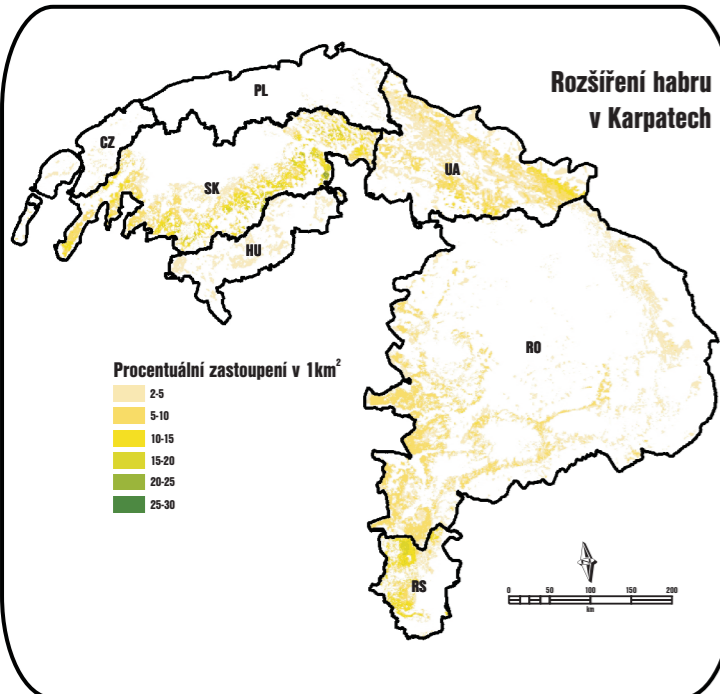 Rozšíření habru
v Karpatech
PL
CZ
SK
UA
HU
RO
RS
Procentuální zastoupení v 1km²
2-5
5-10
10-15
15-20
20-25
25-30
0 50 100 150 200
km